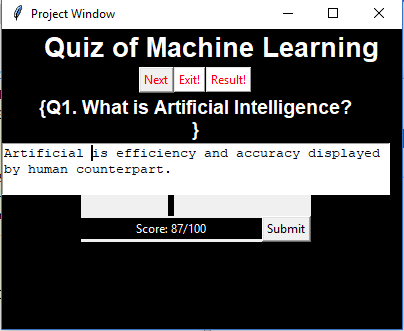 Project Window
Quiz of Machine Learning
Next Exit! Result!
{Q1. What is Artificial Intelligence?
}
Artificial is efficiency and accuracy displayed
by human counterpart.
Score: 87/100 Submit